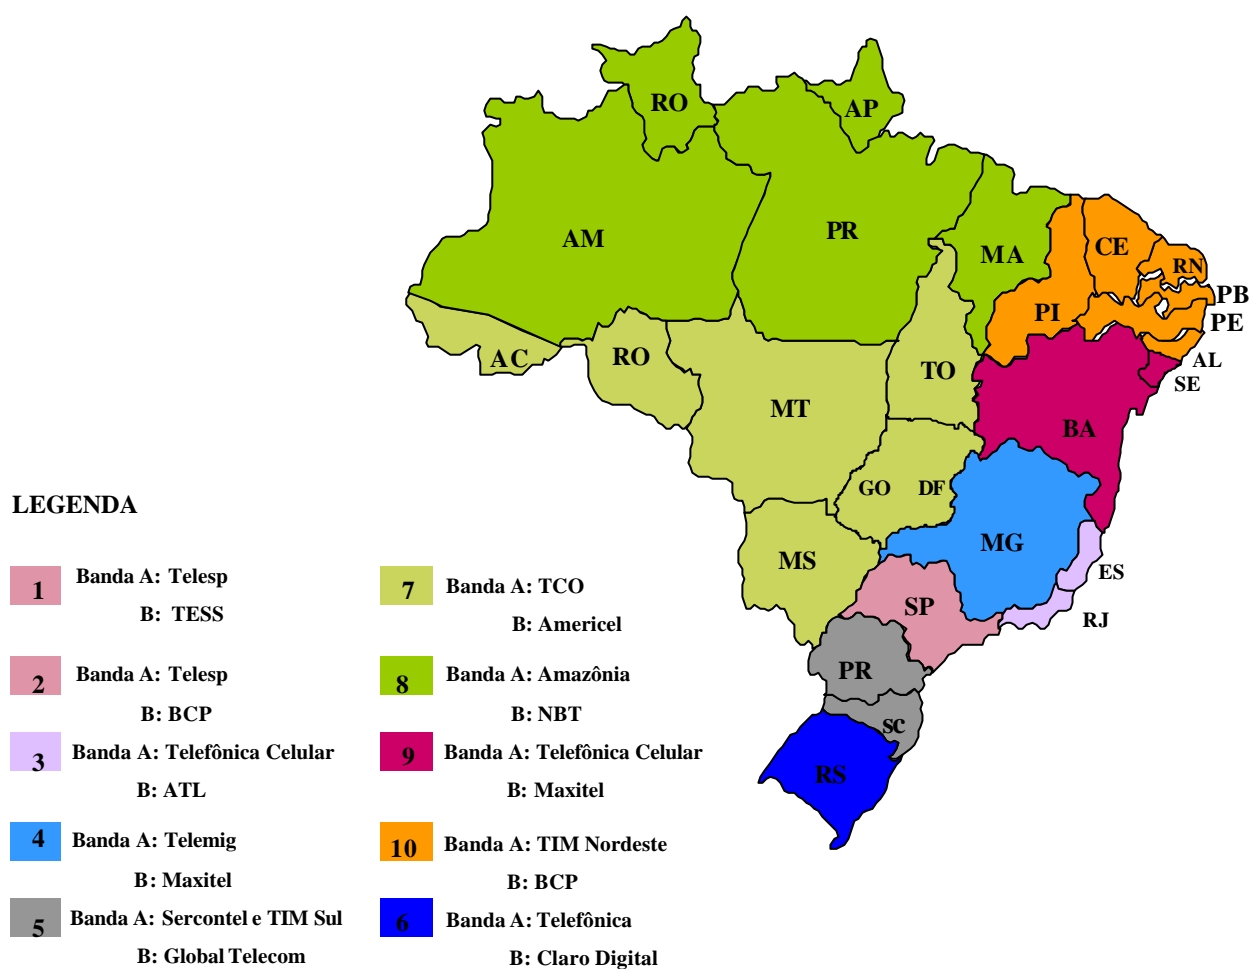 RO
AP
AM
PR
MA
CE
RN
PB
PI
PE
AC
RO
TO
AL
SE
MT
BA
GO
DF
MG
MS
ES
SP
RJ
PR
SC
RS
LEGENDA
1 Banda A: Telesp
B: TESS
2 Banda A: Telesp
B: BCP
3 Banda A: Telefônica Celular
B: ATL
4 Banda A: Telemig
B: Maxitel
5 Banda A: Sercontel e TIM Sul
B: Global Telecom
7 Banda A: TCO
B: Americel
8 Banda A: Amazônia
B: NBT
9 Banda A: Telefônica Celular
B: Maxitel
10 Banda A: TIM Nordeste
B: BCP
6 Banda A: Telefônica
B: Claro Digital